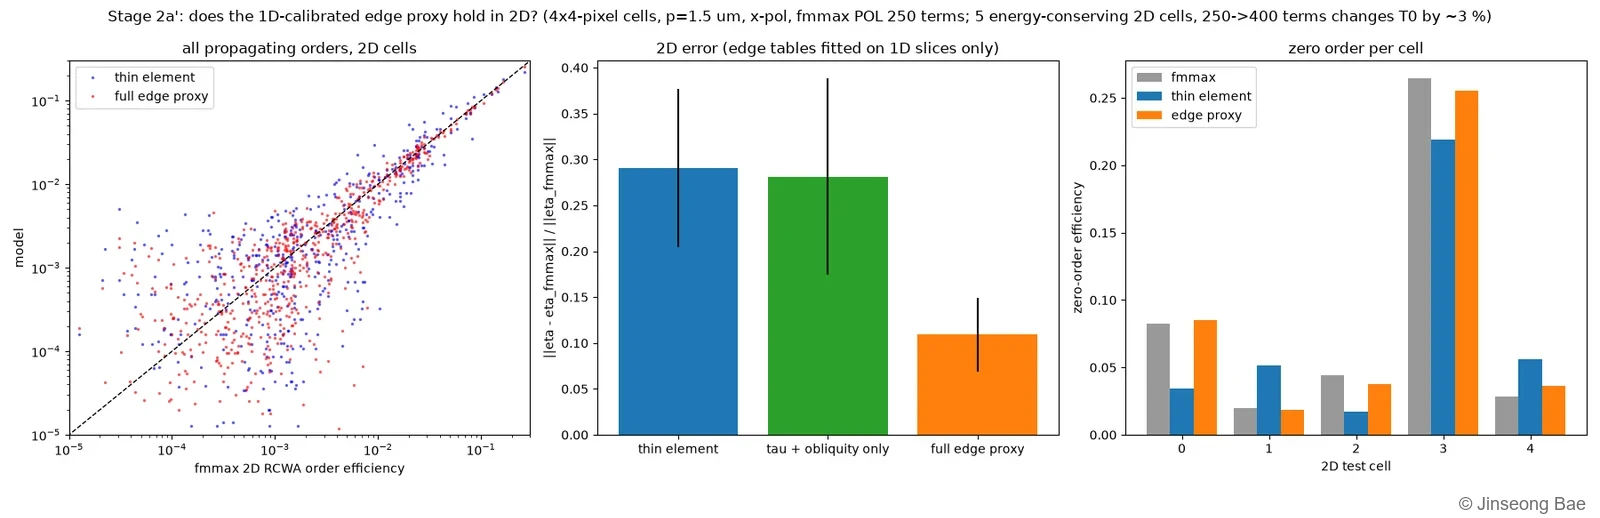 Stage 2a': does the 1D-calibrated edge proxy hold in 2D? (4x4-pixel cells, p=1.5 um, x-pol, fmmax POL 250 terms; 5 energy-conserving 2D cells, 250->400 terms changes T0 by ~3 %)
all propagating orders, 2D cells
thin element
full edge proxy
model
10⁻¹
10⁻²
10⁻³
10⁻⁴
10⁻⁵
10⁻⁵ 10⁻⁴ 10⁻³ 10⁻² 10⁻¹
fmmax 2D RCWA order efficiency
2D error (edge tables fitted on 1D slices only)
||eta - eta_fmmax|| / ||eta_fmmax||
0.40
0.35
0.30
0.25
0.20
0.15
0.10
0.05
0.00
thin element tau + obliquity only full edge proxy
zero order per cell
fmmax
thin element
edge proxy
zero-order efficiency
0.25
0.20
0.15
0.10
0.05
0.00
0 1 2 3 4
2D test cell
© Jinseong Bae